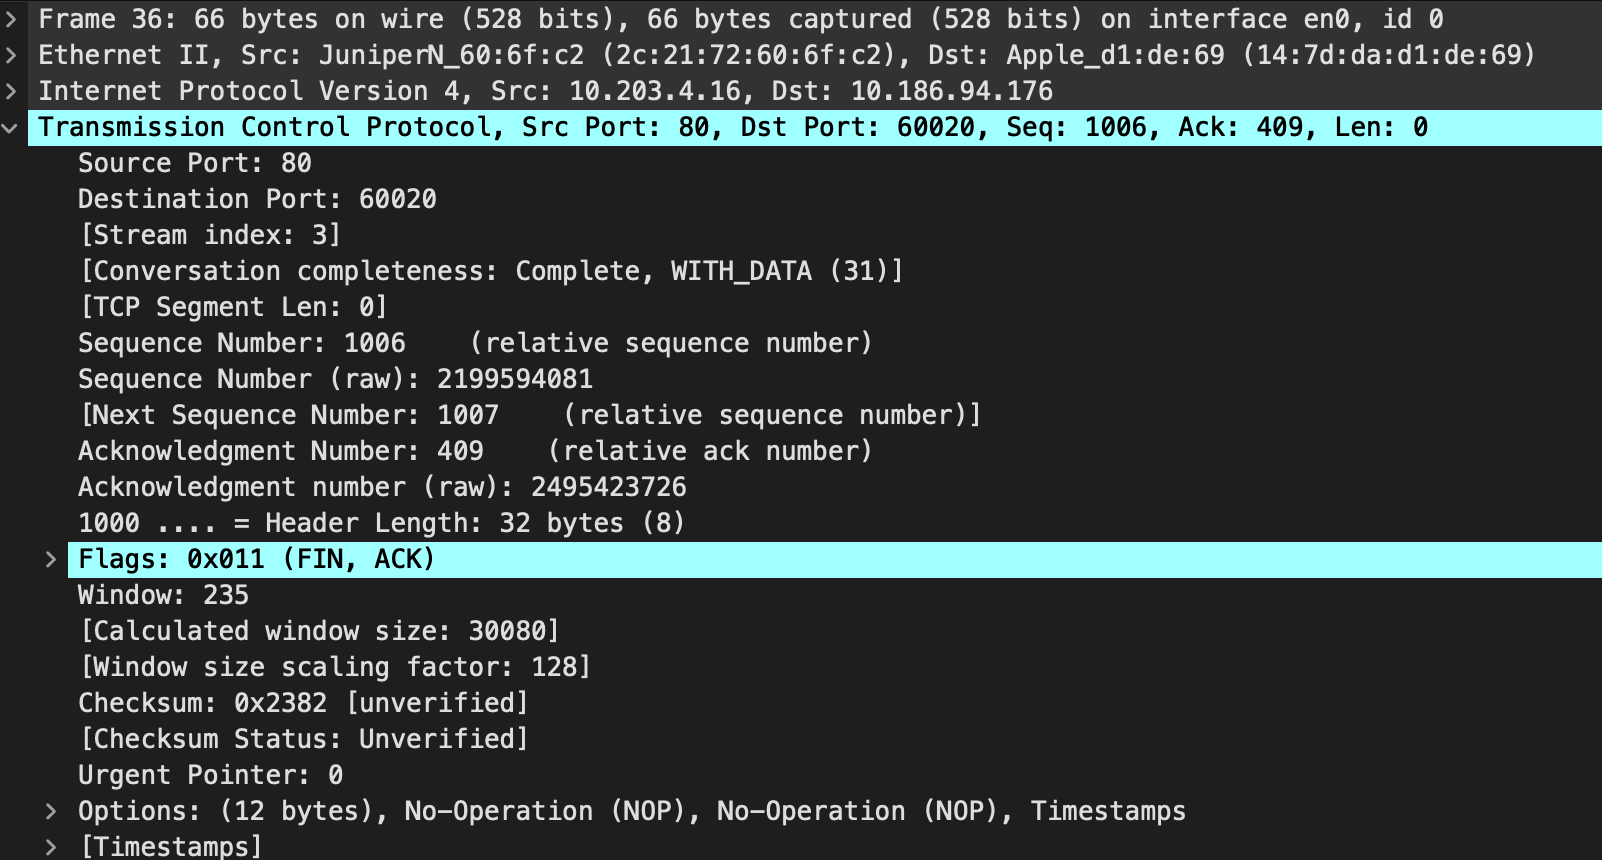 Frame 36: 66 bytes on wire (528 bits), 66 bytes captured (528 bits) on interface en0, id 0
Ethernet II, Src: JuniperN_60:6f:c2 (2c:21:72:60:6f:c2), Dst: Apple_d1:de:69 (14:7d:da:d1:de:69)
Internet Protocol Version 4, Src: 10.203.4.16, Dst: 10.186.94.176
Transmission Control Protocol, Src Port: 80, Dst Port: 60020, Seq: 1006, Ack: 409, Len: 0
Source Port: 80
Destination Port: 60020
[Stream index: 3]
[Conversation completeness: Complete, WITH_DATA (31)]
[TCP Segment Len: 0]
Sequence Number: 1006    (relative sequence number)
Sequence Number (raw): 2199594081
[Next Sequence Number: 1007    (relative sequence number)]
Acknowledgment Number: 409    (relative ack number)
Acknowledgment number (raw): 2495423726
1000 .... = Header Length: 32 bytes (8)
Flags: 0x011 (FIN, ACK)
Window: 235
[Calculated window size: 30080]
[Window size scaling factor: 128]
Checksum: 0x2382 [unverified]
[Checksum Status: Unverified]
Urgent Pointer: 0
Options: (12 bytes), No-Operation (NOP), No-Operation (NOP), Timestamps
[Timestamps]